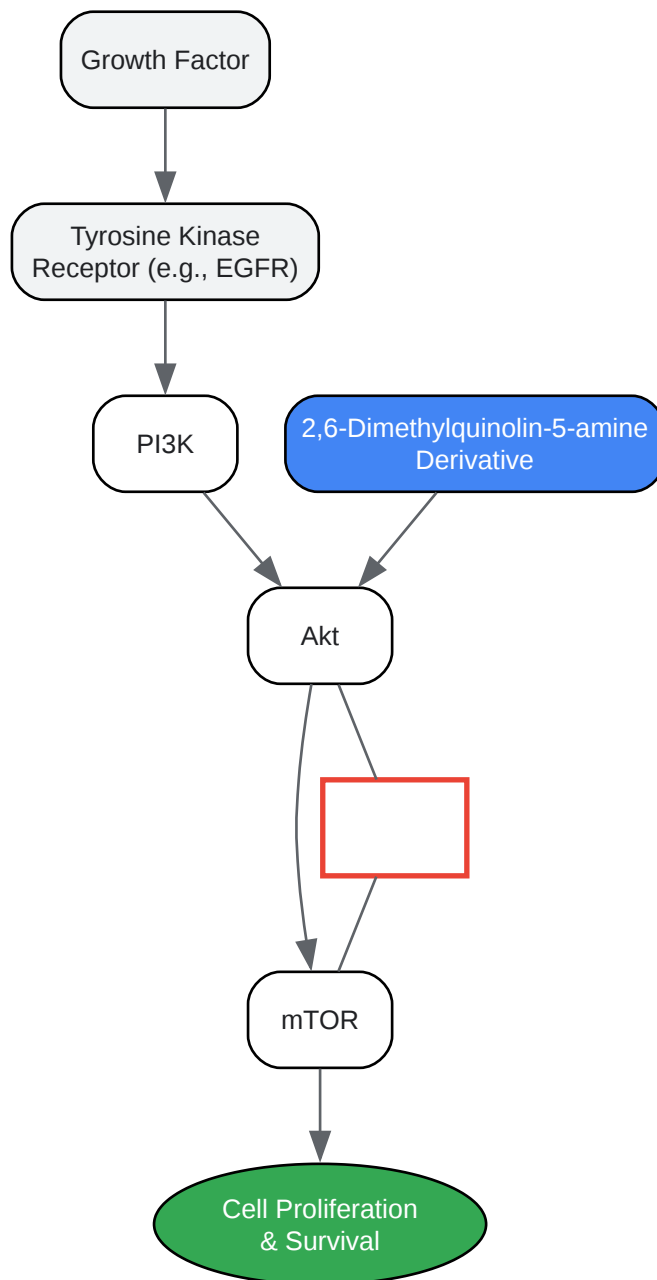 Growth Factor
Tyrosine Kinase
Receptor (e.g., EGFR)
PI3K
2,6-Dimethylquinolin-5-amine
Derivative
Akt
mTOR
Cell Proliferation
& Survival